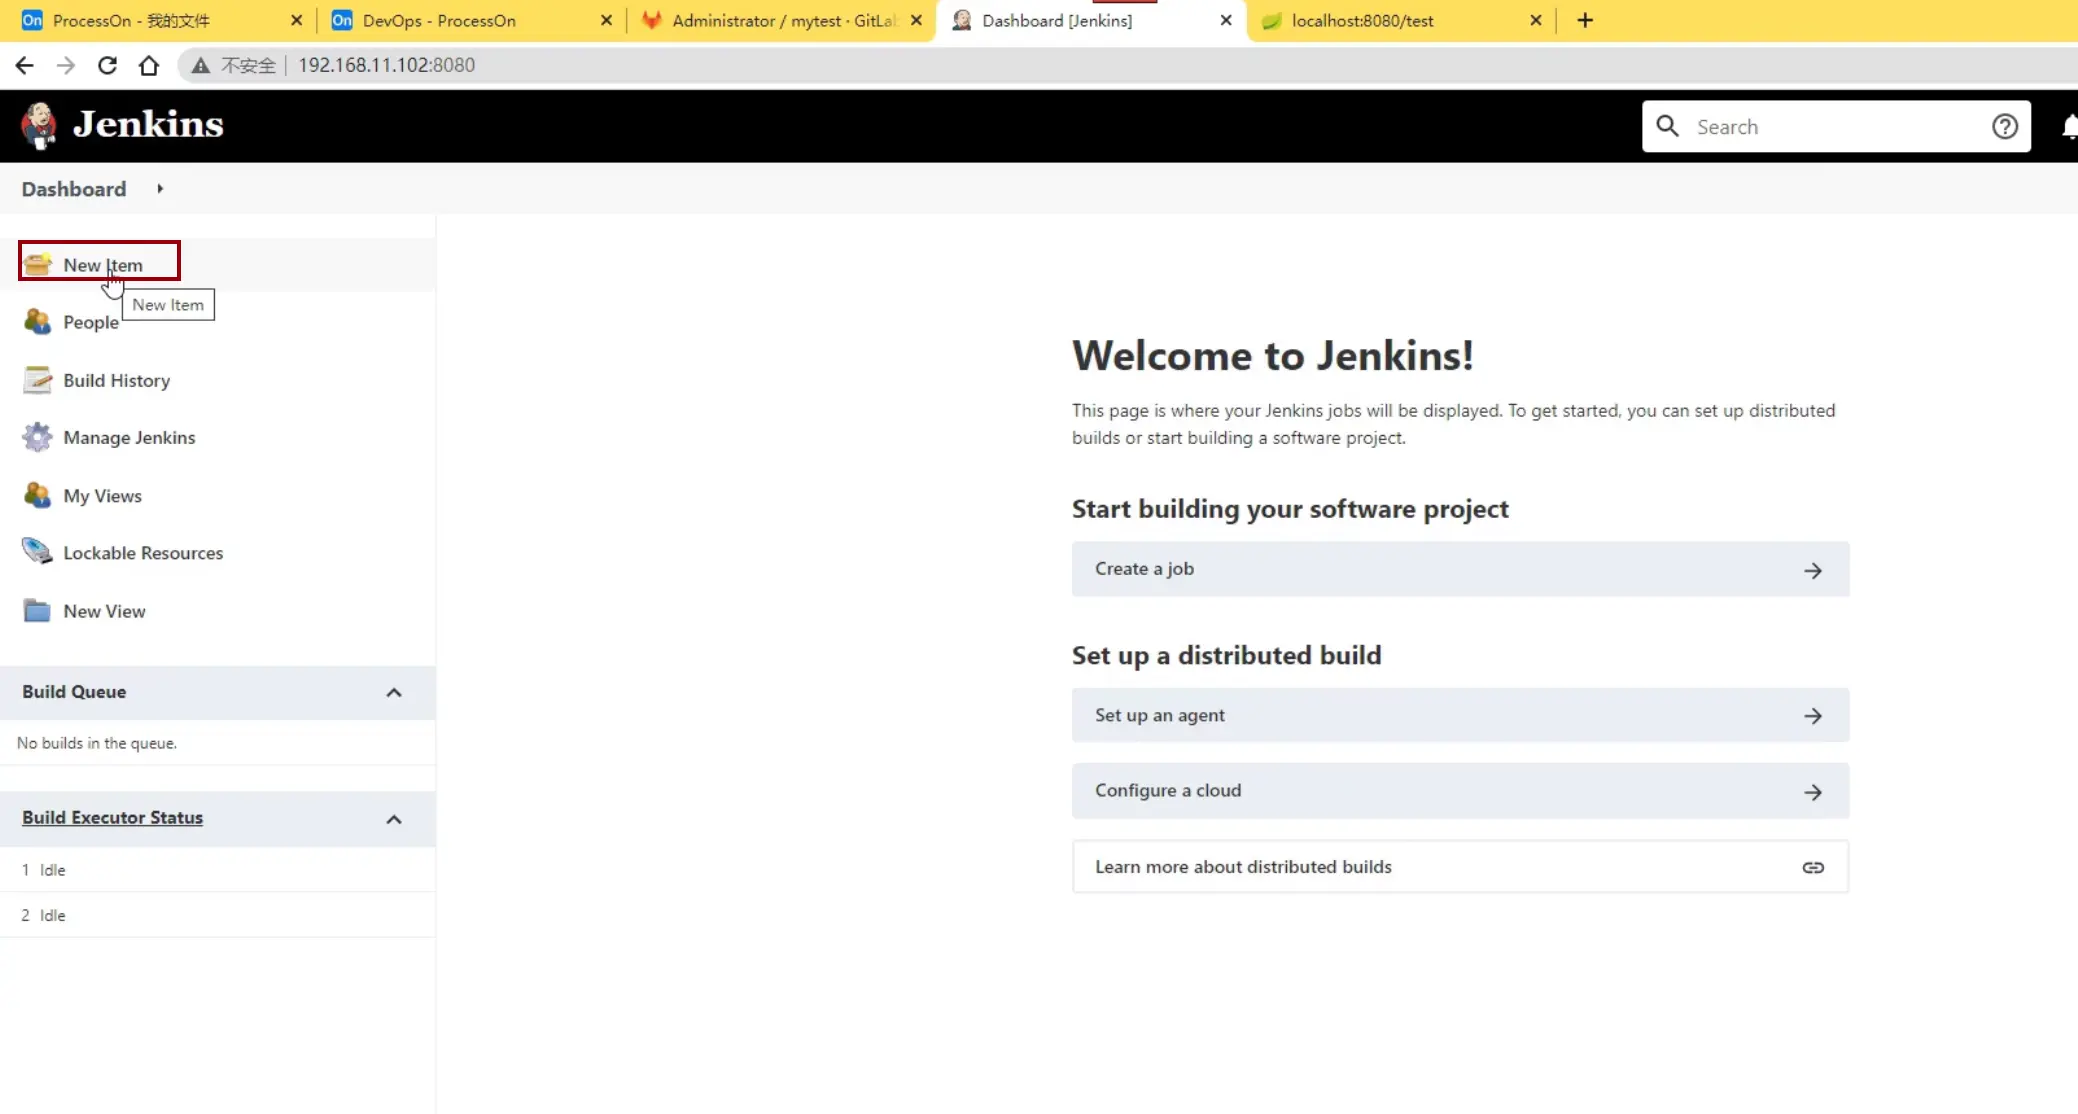 On ProcessOn - 我的文件
On DevOps - ProcessOn
Administrator / mytest · GitLab
Dashboard [Jenkins]
localhost:8080/test
不安全 192.168.11.102:8080
Jenkins
Search
Dashboard
New Item
New Item
People
Build History
Manage Jenkins
My Views
Lockable Resources
New View
Build Queue
No builds in the queue.
Build Executor Status
1 Idle
2 Idle
Welcome to Jenkins!
This page is where your Jenkins jobs will be displayed. To get started, you can set up distributed
builds or start building a software project.
Start building your software project
Create a job
Set up a distributed build
Set up an agent
Configure a cloud
Learn more about distributed builds